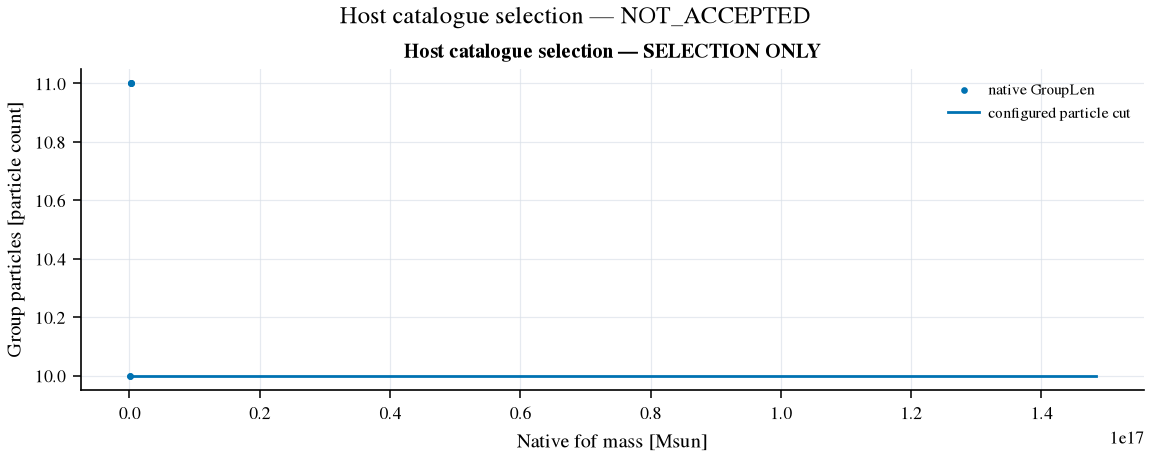 Host catalogue selection — NOT_ACCEPTED
Host catalogue selection — SELECTION ONLY
Group particles [particle count]
11.0
10.8
10.6
10.4
10.2
10.0
native GroupLen
configured particle cut
0.0 0.2 0.4 0.6 0.8 1.0 1.2 1.4
1e17
Native fof mass [Msun]